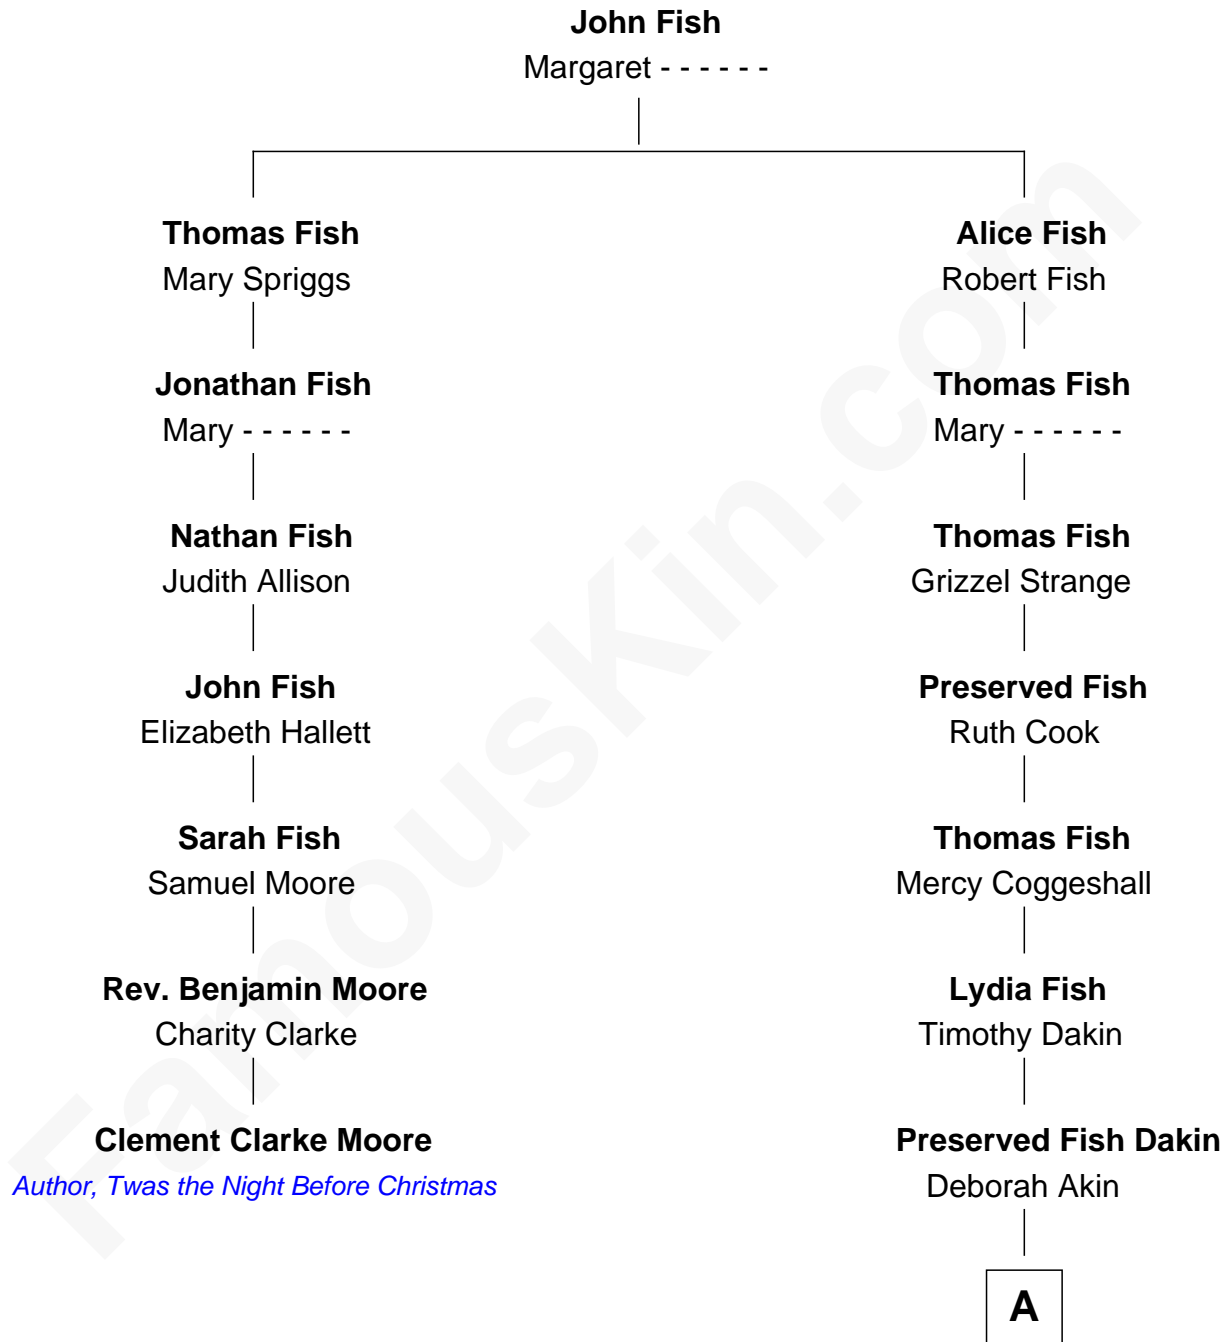 John Fish
Margaret - - - - - -
Thomas Fish
Mary Spriggs
Alice Fish
Robert Fish
Jonathan Fish
Mary - - - - - -
Thomas Fish
Mary - - - - - -
Nathan Fish
Judith Allison
Thomas Fish
Grizzel Strange
John Fish
Elizabeth Hallett
Preserved Fish
Ruth Cook
Sarah Fish
Samuel Moore
Thomas Fish
Mercy Coggeshall
Rev. Benjamin Moore
Charity Clarke
Lydia Fish
Timothy Dakin
Clement Clarke Moore
Author, Twas the Night Before Christmas
Preserved Fish Dakin
Deborah Akin
A
FamousKin.com